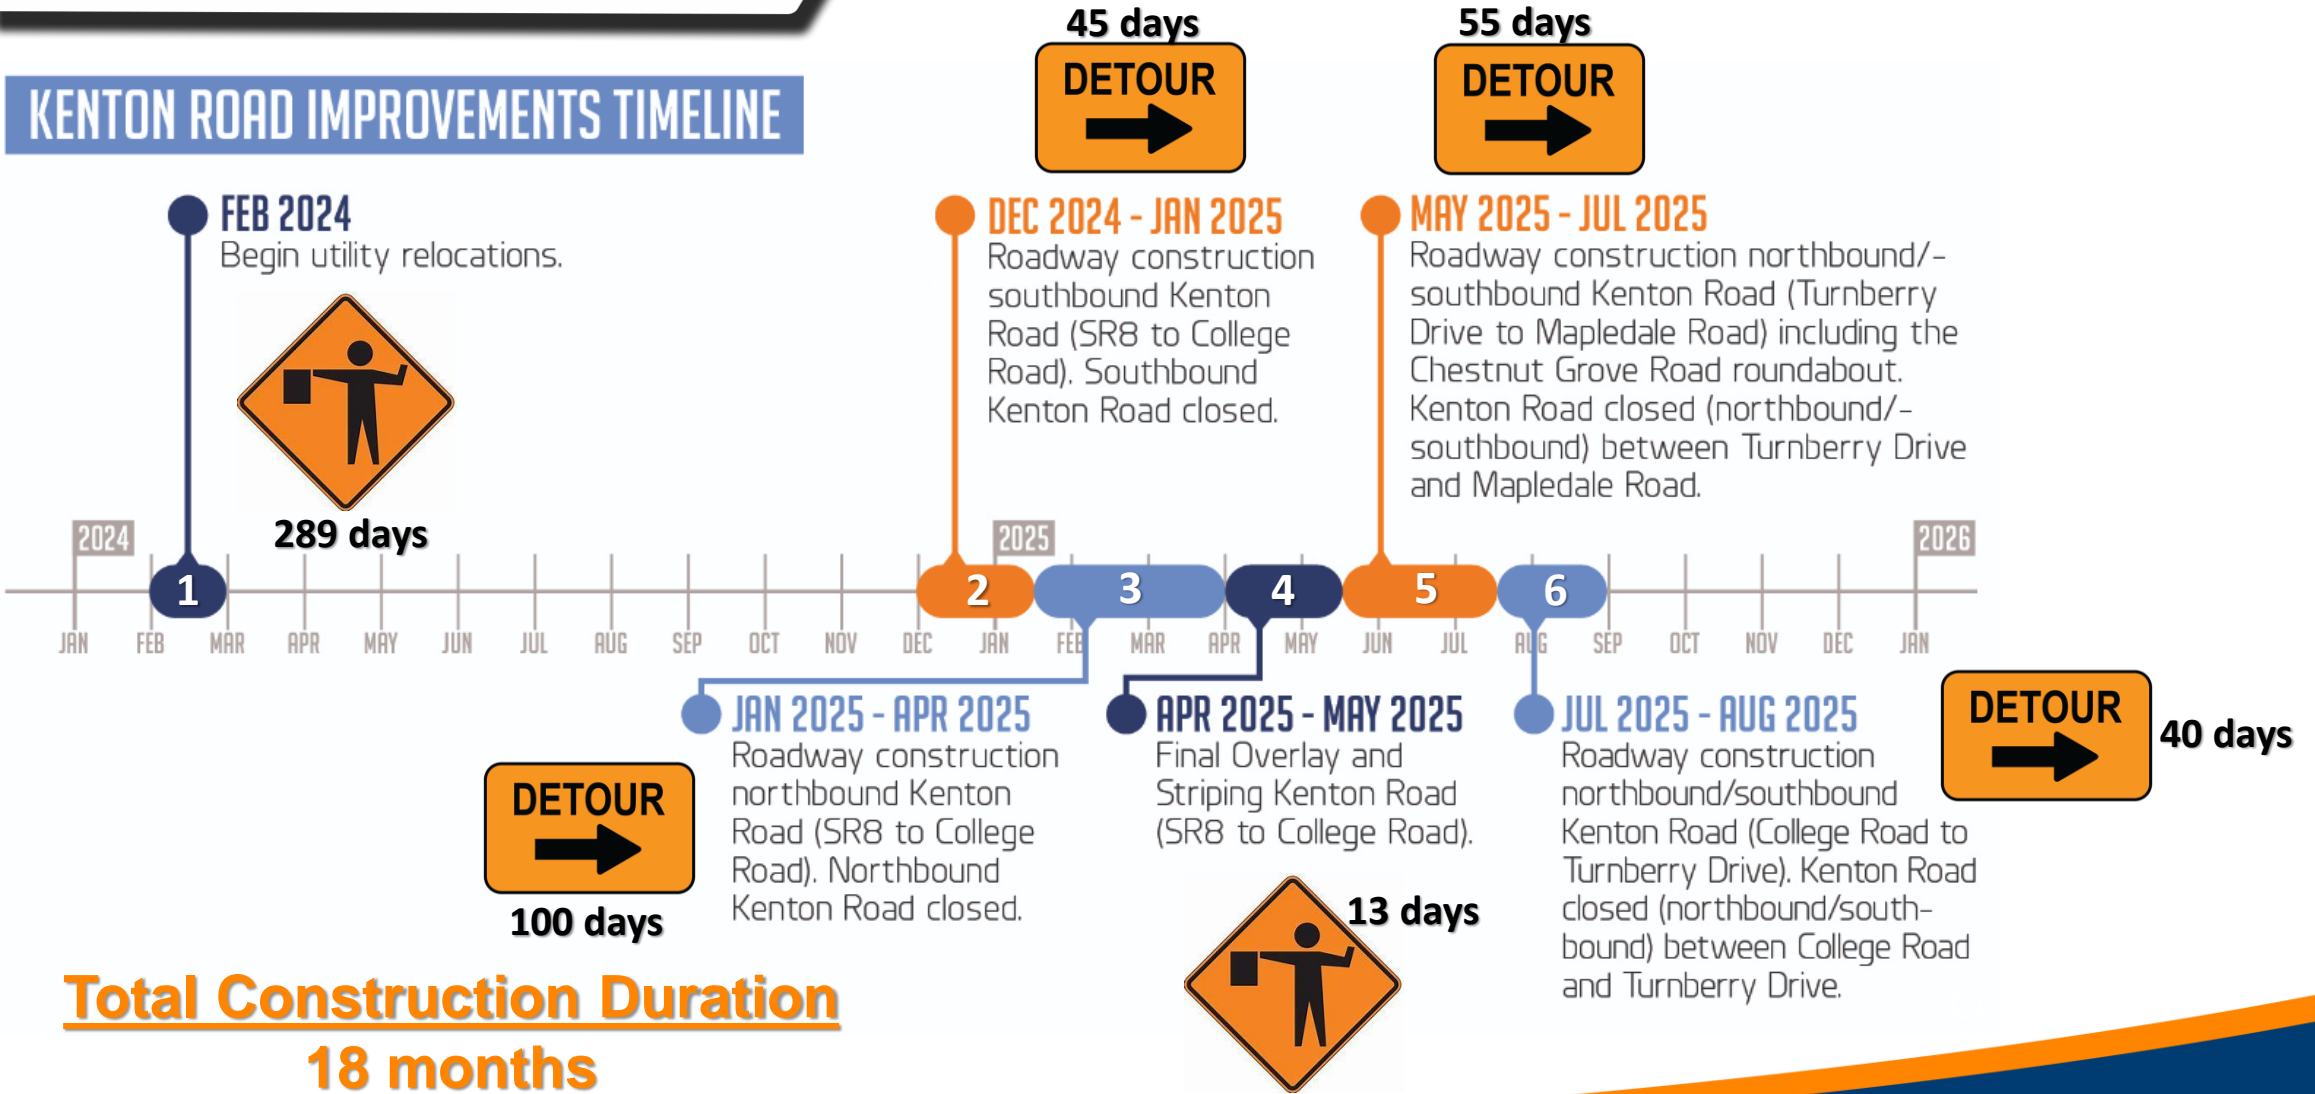 KENTON ROAD IMPROVEMENTS TIMELINE
45 days
DETOUR
55 days
DETOUR
FEB 2024
Begin utility relocations.
289 days
DEC 2024 - JAN 2025
Roadway construction
southbound Kenton
Road (SR8 to College
Road). Southbound
Kenton Road closed.
MAY 2025 - JUL 2025
Roadway construction northbound/-
southbound Kenton Road (Turnberry
Drive to Mapledale Road) including the
Chestnut Grove Road roundabout.
Kenton Road closed (northbound/-
southbound) between Turnberry Drive
and Mapledale Road.
2024
2025
2026
1
2
3
4
5
6
JAN FEB MAR APR MAY JUN JUL AUG SEP OCT NOV DEC JAN FEB MAR APR MAY JUN JUL AUG SEP OCT NOV DEC JAN
JAN 2025 - APR 2025
Roadway construction
northbound Kenton
Road (SR8 to College
Road). Northbound
Kenton Road closed.
DETOUR
100 days
APR 2025 - MAY 2025
Final Overlay and
Striping Kenton Road
(SR8 to College Road).
13 days
JUL 2025 - AUG 2025
Roadway construction
northbound/southbound
Kenton Road (College Road to
Turnberry Drive). Kenton Road
closed (northbound/south-
bound) between College Road
and Turnberry Drive.
DETOUR
40 days
Total Construction Duration
18 months